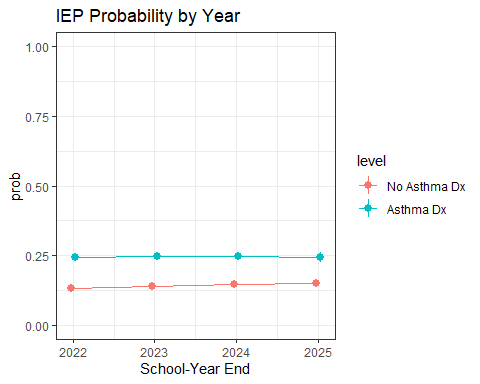 IEP Probability by Year
1.00
0.75
0.50
0.25
0.00
prob
2022 2023 2024 2025
School-Year End
level
No Asthma Dx
Asthma Dx